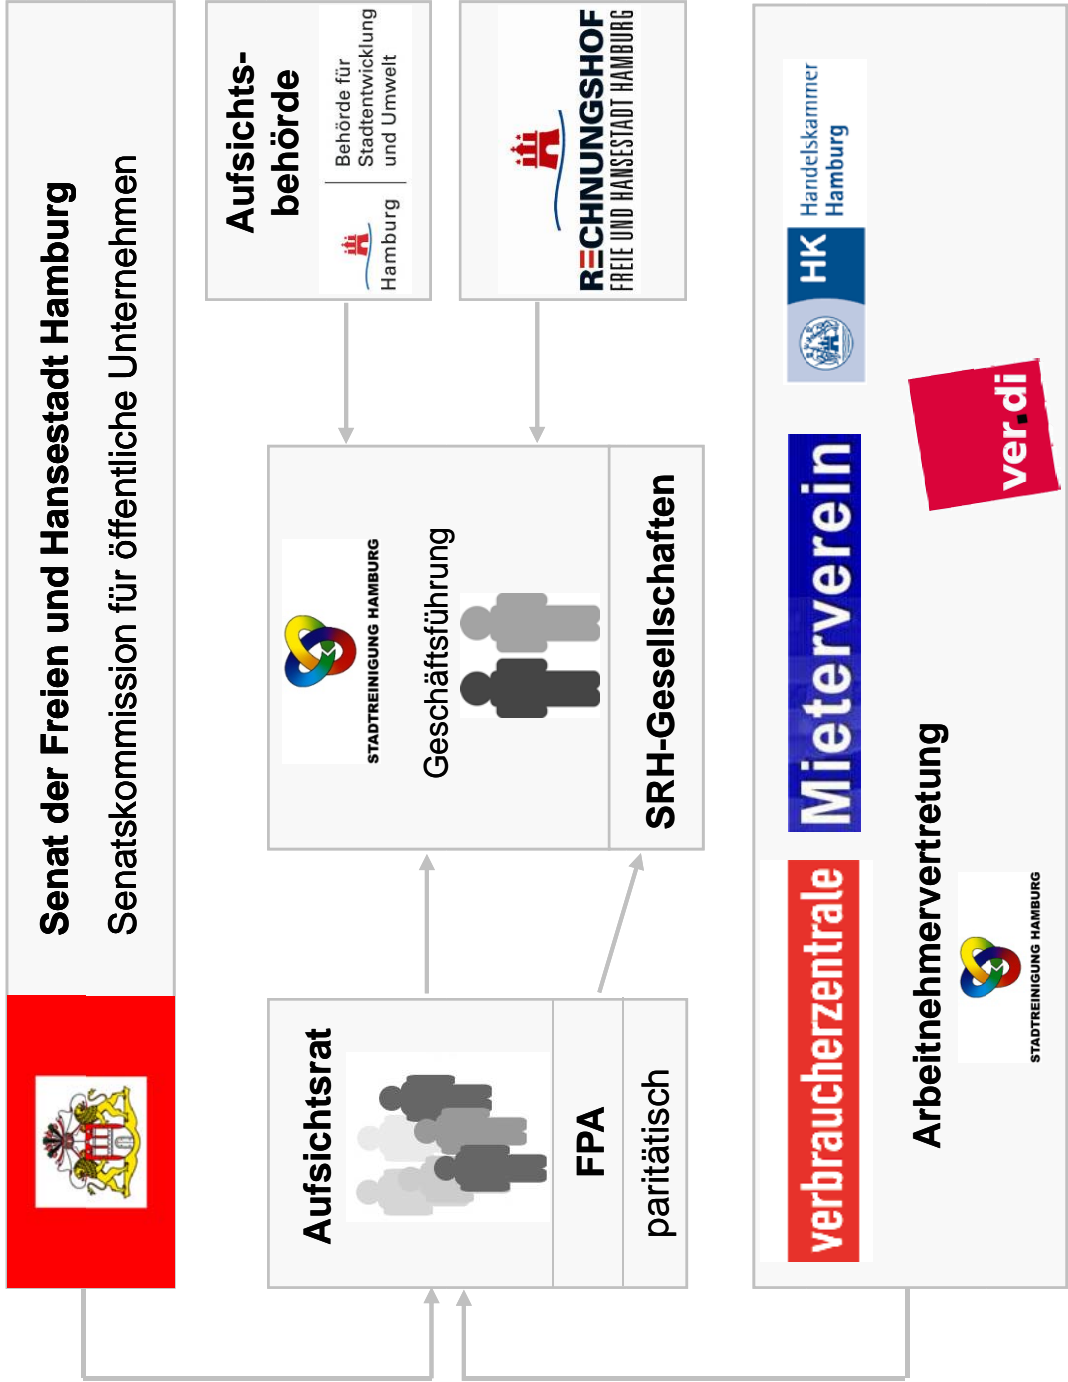 Senat der Freien und Hansestadt Hamburg
Senatskommission für öffentliche Unternehmen
Aufsichtsrat
FPA
paritätisch
STADTREINIGUNG HAMBURG
Geschäftsführung
SRH-Gesellschaften
Aufsichts-
behörde
Hamburg
Behörde für
Stadtentwicklung
und Umwelt
RECHNUNGSHOF
FREIE UND HANSESTADT HAMBURG
verbraucherzentrale
Mieterverein
HK
Handelskammer
Hamburg
Arbeitnehmervertretung
STADTREINIGUNG HAMBURG
ver.di